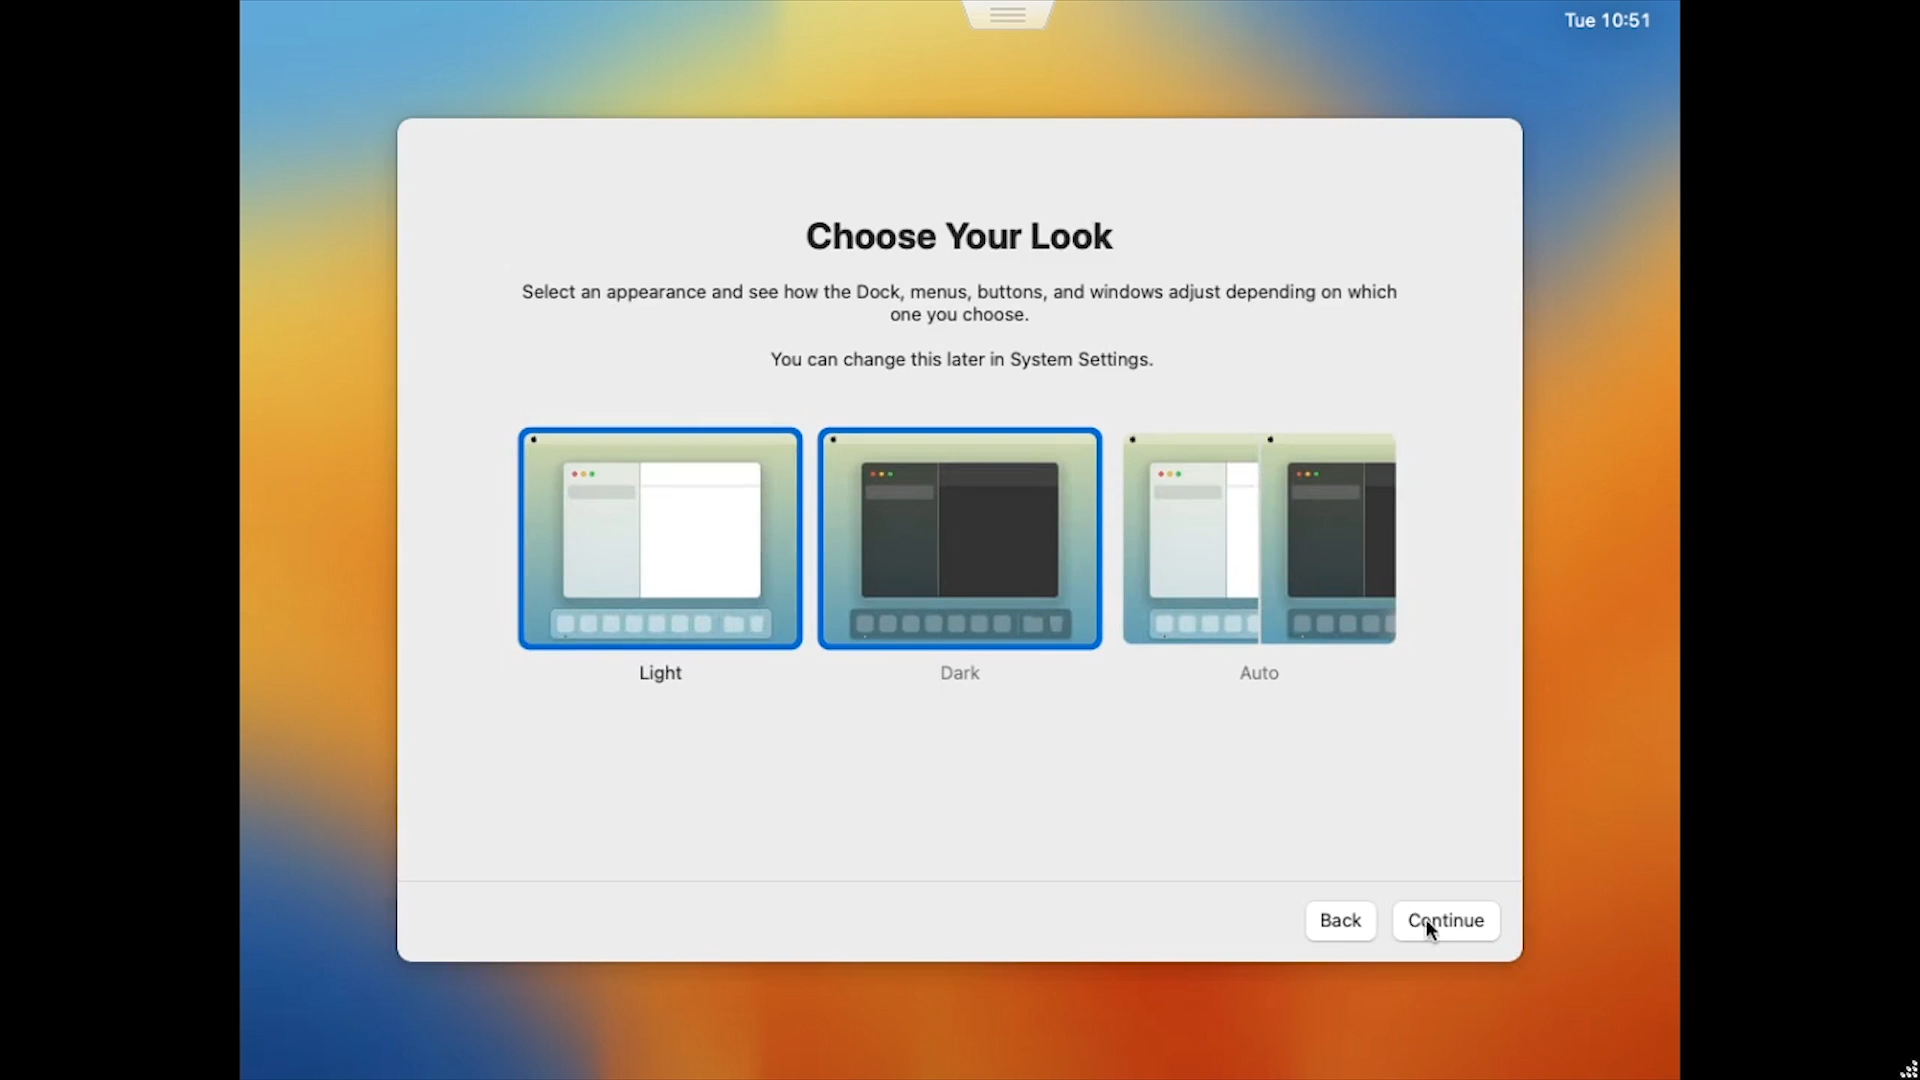 Tue 10:51
Choose Your Look
Select an appearance and see how the Dock, menus, buttons, and windows adjust depending on which
one you choose.
You can change this later in System Settings.
Light
Dark
Auto
Back
Continue